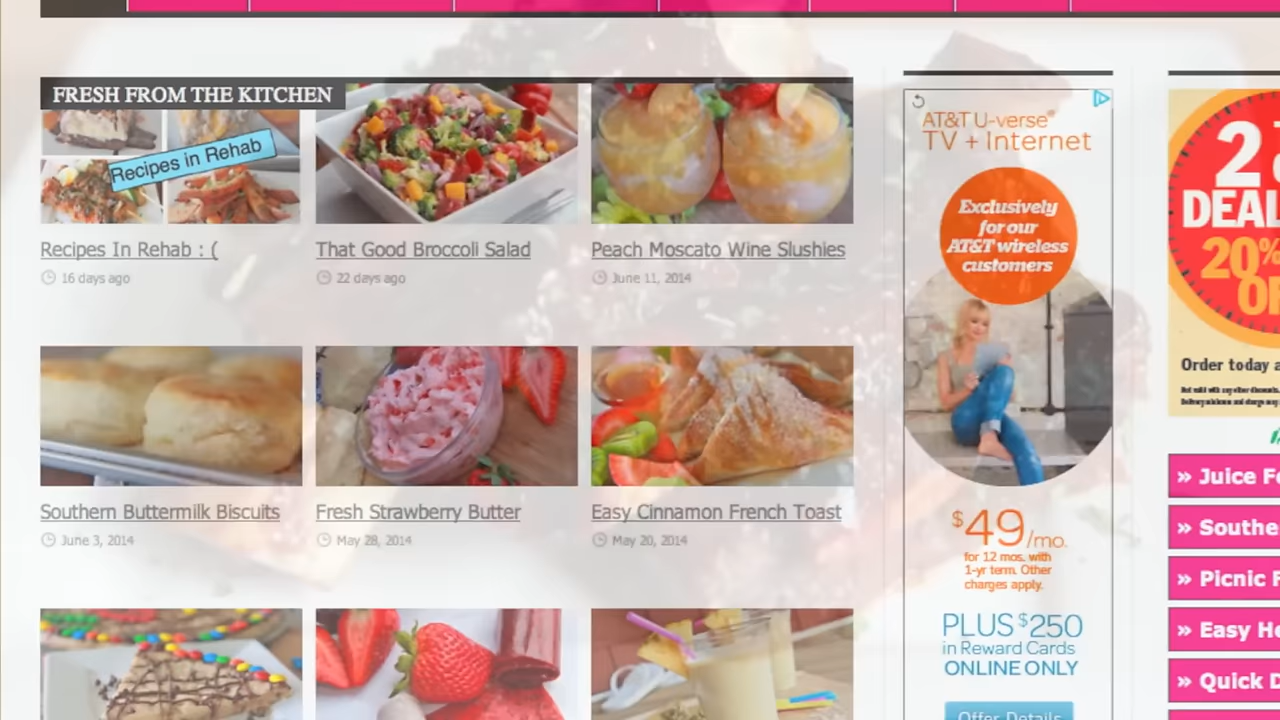 FRESH FROM THE KITCHEN
Recipes in Rehab
Recipes In Rehab : (
16 days ago
That Good Broccoli Salad
22 days ago
Peach Moscato Wine Slushies
June 11, 2014
Southern Buttermilk Biscuits
June 3, 2014
Fresh Strawberry Butter
May 28, 2014
Easy Cinnamon French Toast
May 20, 2014
AT&T U-verse®
TV + Internet
Exclusively
for our
AT&T wireless
customers
$49/mo.
for 12 mos. with
1-yr term. Other
charges apply.
PLUS $250
in Reward Cards
ONLINE ONLY
Offer Details
2
DEAL
20%
Order today
» Juice
» Southe
» Picnic
» Easy
» Quick